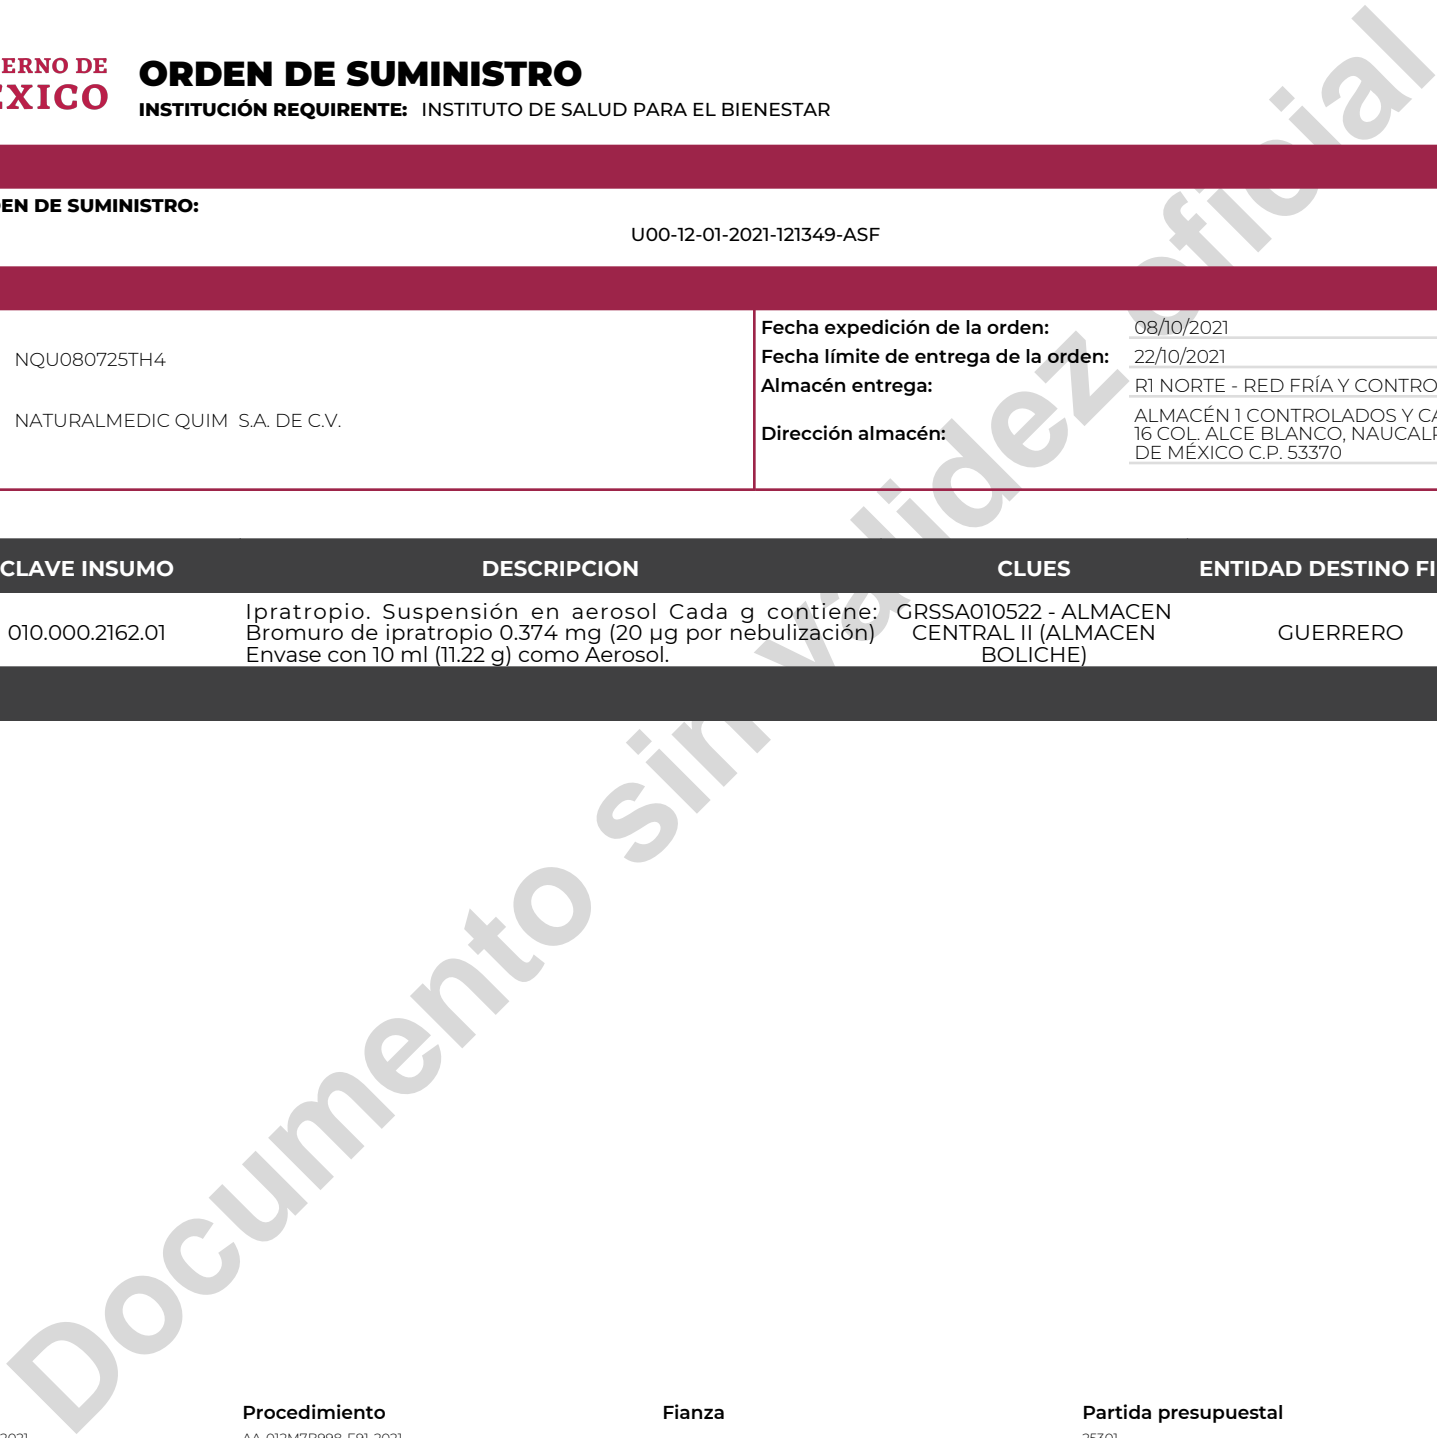 ERNO DE
ORDEN DE SUMINISTRO
XICO
INSTITUCIÓN REQUIRENTE: INSTITUTO DE SALUD PARA EL BIENESTAR
EN DE SUMINISTRO:
U00-12-01-2021-121349-ASF
Fecha expedición de la orden: 08/10/2021
NQU080725TH4
Fecha límite de entrega de la orden: 22/10/2021
Almacén entrega: R1 NORTE - RED FRÍA Y CONTRO
NATURALMEDIC QUIM S.A. DE C.V.
Dirección almacén:
ALMACÉN 1 CONTROLADOS Y CA
16 COL. ALCE BLANCO, NAUCALP
DE MÉXICO C.P. 53370
CLAVE INSUMO DESCRIPCION CLUES ENTIDAD DESTINO FI
010.000.2162.01
Ipratropio. Suspensión en aerosol Cada g contiene:
Bromuro de ipratropio 0.374 mg (20 µg por nebulización)
Envase con 10 ml (11.22 g) como Aerosol.
GRSSA010522 - ALMACEN
CENTRAL II (ALMACEN
BOLICHE)
GUERRERO
Documento sin validez oficial
Procedimiento Fianza Partida presupuestal